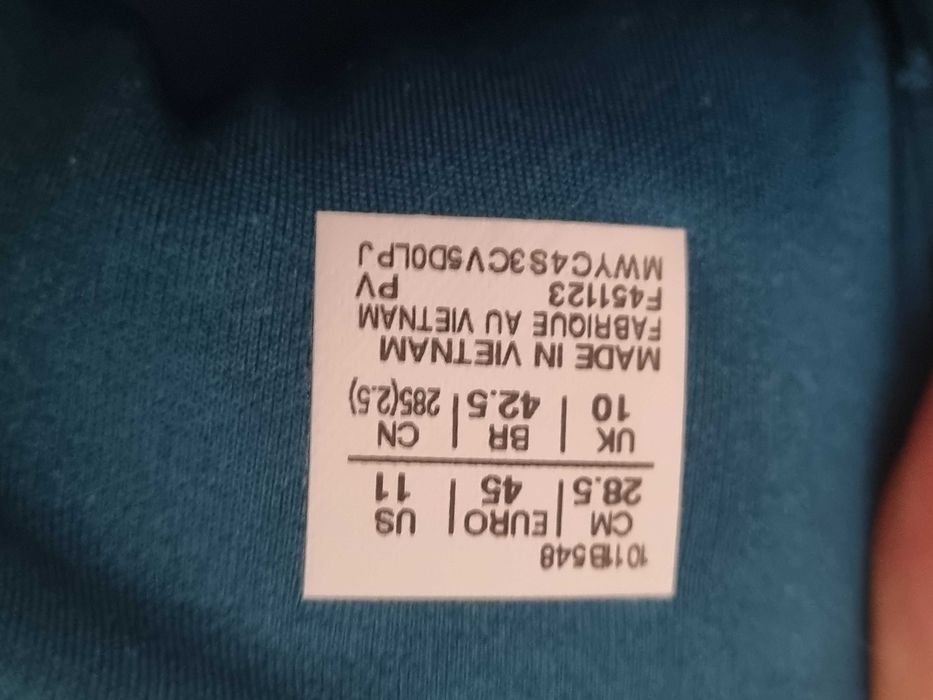 1011B548
CM | EURO | US
28.5 | 45 | 11
UK | BR | CN
10 | 42.5 | 285(2.5)
MADE IN VIETNAM
FABRIQUE AU VIETNAM
F451123 PV
MWYC4S3CV5D0LPJ